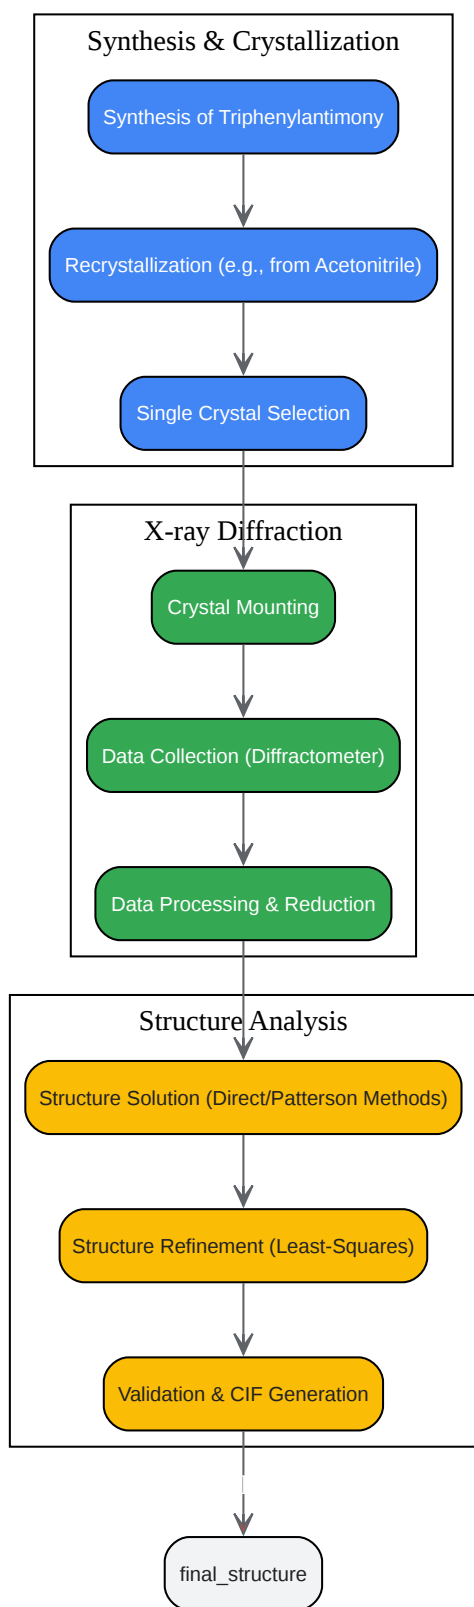 Synthesis & Crystallization
Synthesis of Triphenylantimony
Recrystallization (e.g., from Acetonitrile)
Single Crystal Selection
X-ray Diffraction
Crystal Mounting
Data Collection (Diffractometer)
Data Processing & Reduction
Structure Analysis
Structure Solution (Direct/Patterson Methods)
Structure Refinement (Least-Squares)
Validation & CIF Generation
final_structure